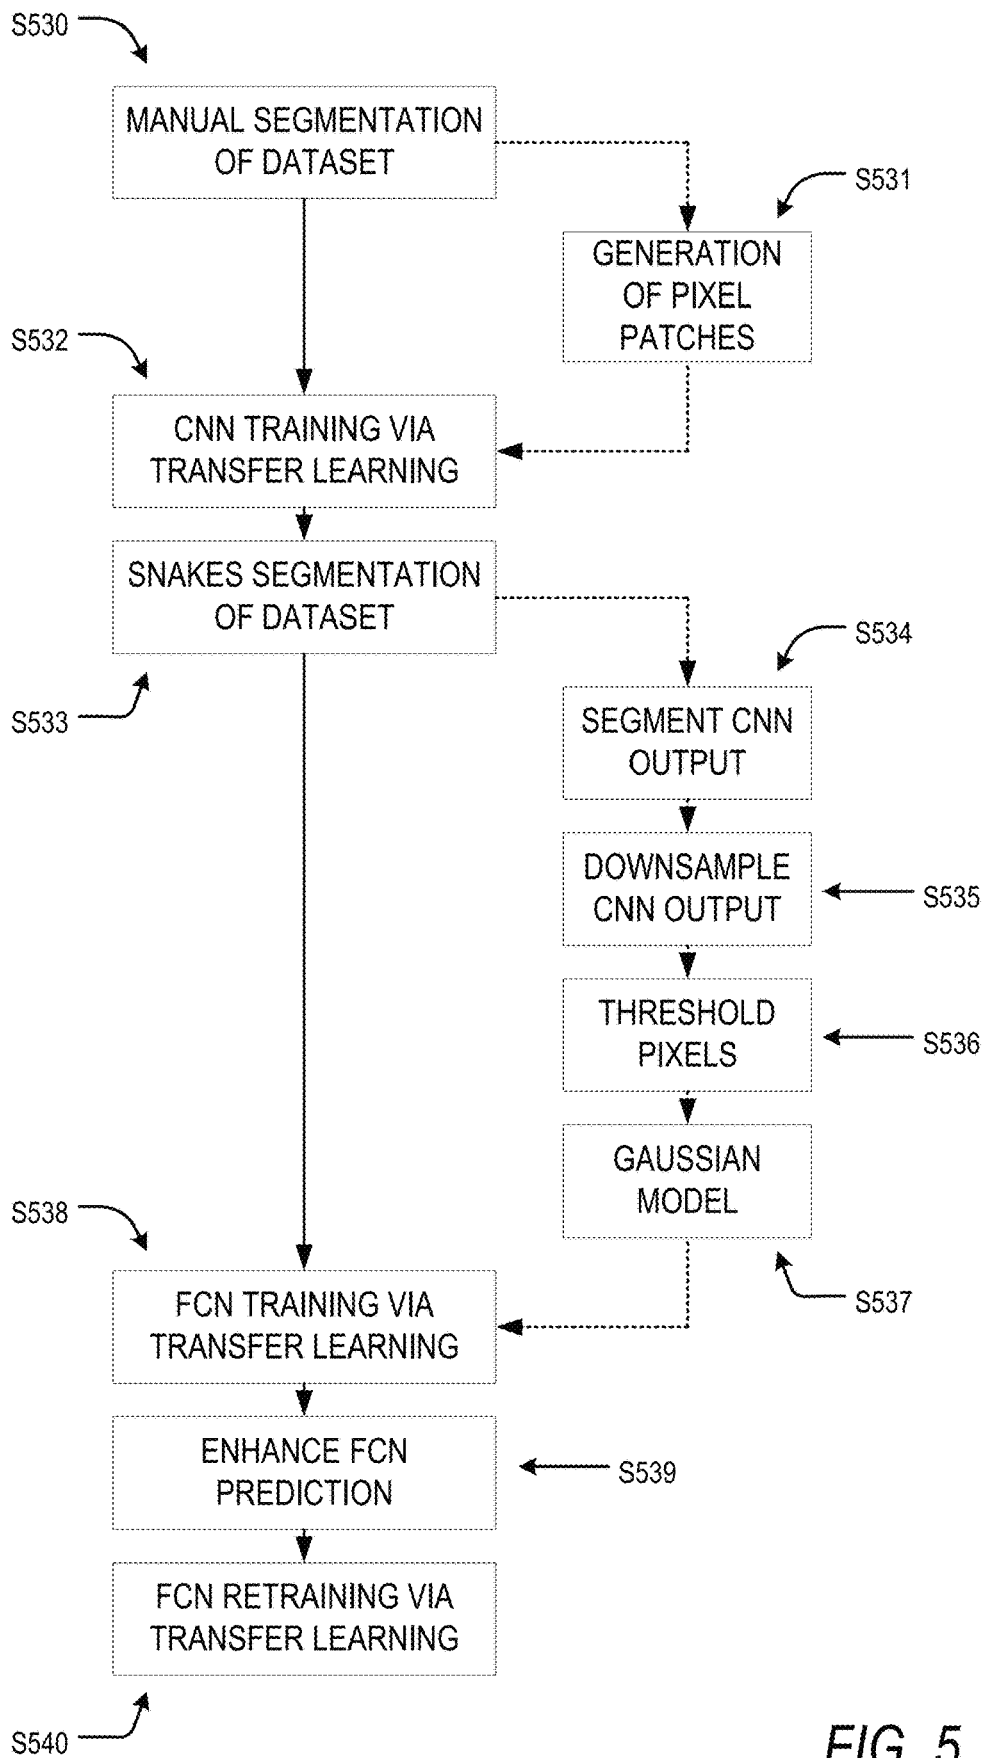 S530
MANUAL SEGMENTATION
OF DATASET
S531
GENERATION
OF PIXEL
PATCHES
S532
CNN TRAINING VIA
TRANSFER LEARNING
SNAKES SEGMENTATION
OF DATASET
S533
S534
SEGMENT CNN
OUTPUT
DOWNSAMPLE
CNN OUTPUT
S535
THRESHOLD
PIXELS
S536
GAUSSIAN
MODEL
S537
S538
FCN TRAINING VIA
TRANSFER LEARNING
ENHANCE FCN
PREDICTION
S539
FCN RETRAINING VIA
TRANSFER LEARNING
S540
FIG. 5